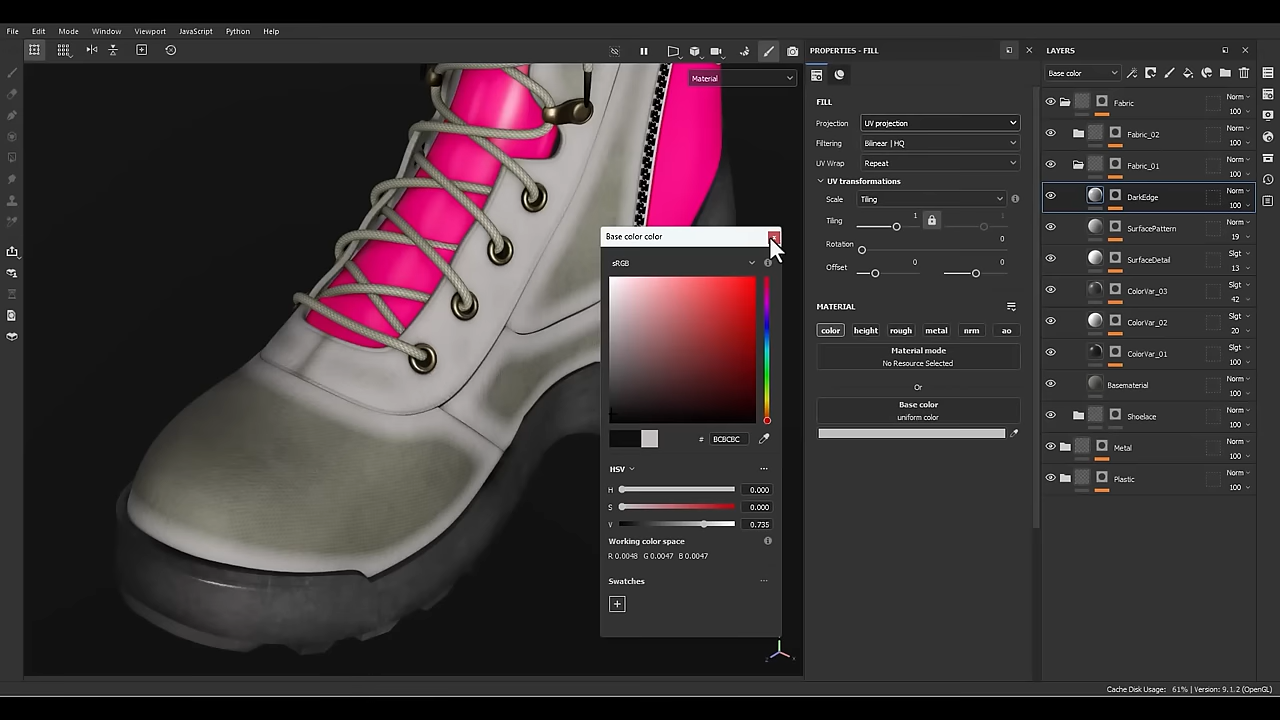 File Edit Mode Window Viewport JavaScript Python Help
Material
PROPERTIES - FILL
FILL
Projection UV projection
Filtering Bilinear | HQ
UV Wrap Repeat
UV transformations
Scale Tiling
Tiling 1 1
Rotation 0
Offset 0 0
MATERIAL
color height rough metal nrm ao
Material mode
No Resource Selected
Or
Base color
uniform color
Base color color
sRGB
# BCBCBC
HSV
H 0.000
S 0.000
V 0.735
Working color space
R 0.0048 G 0.0047 B 0.0047
Swatches
LAYERS
Base color
Fabric Norm 100
Fabric_02 Norm 100
Fabric_01 Norm 100
DarkEdge Norm 100
SurfacePattern Norm 19
SurfaceDetail Slgt 13
ColorVar_03 Slgt 42
ColorVar_02 Slgt 20
ColorVar_01 Slgt 100
Basematerial Norm 100
Shoelace Norm 100
Metal Norm 100
Plastic Norm 100
Cache Disk Usage: 61% | Version: 9.1.2 (OpenGL)